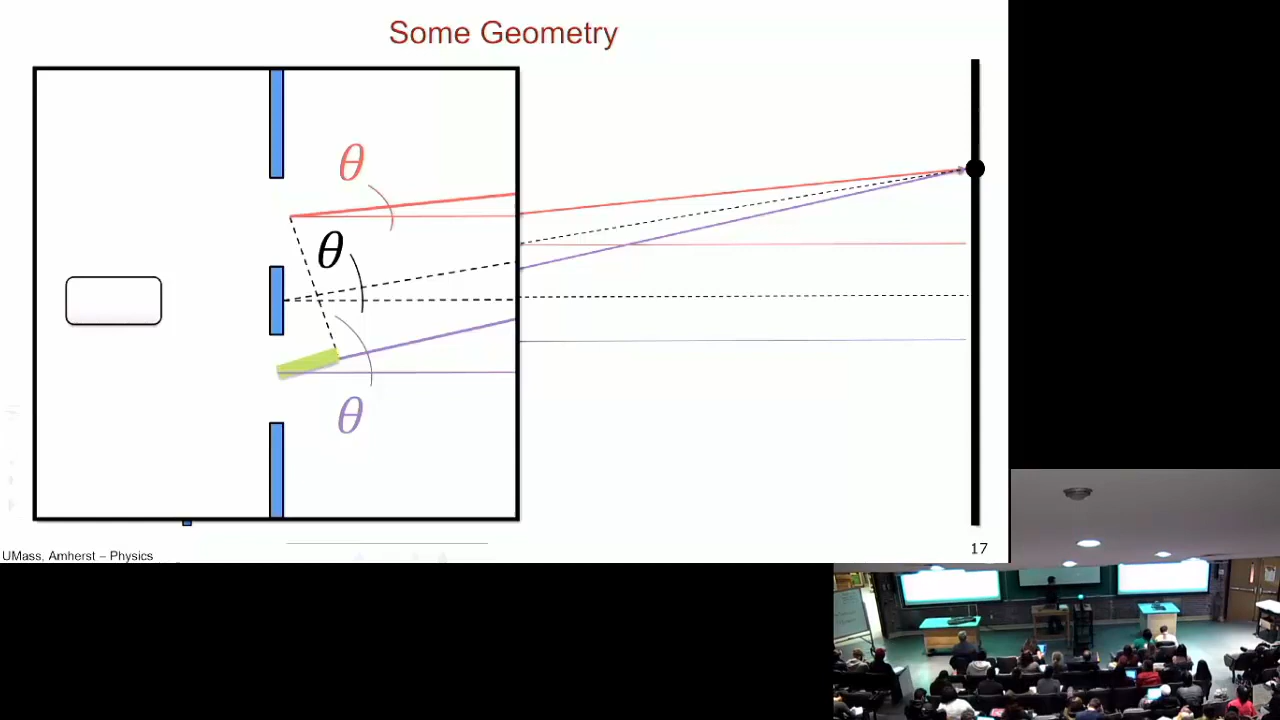 Some Geometry
θ
θ
θ
UMass, Amherst – Physics
17